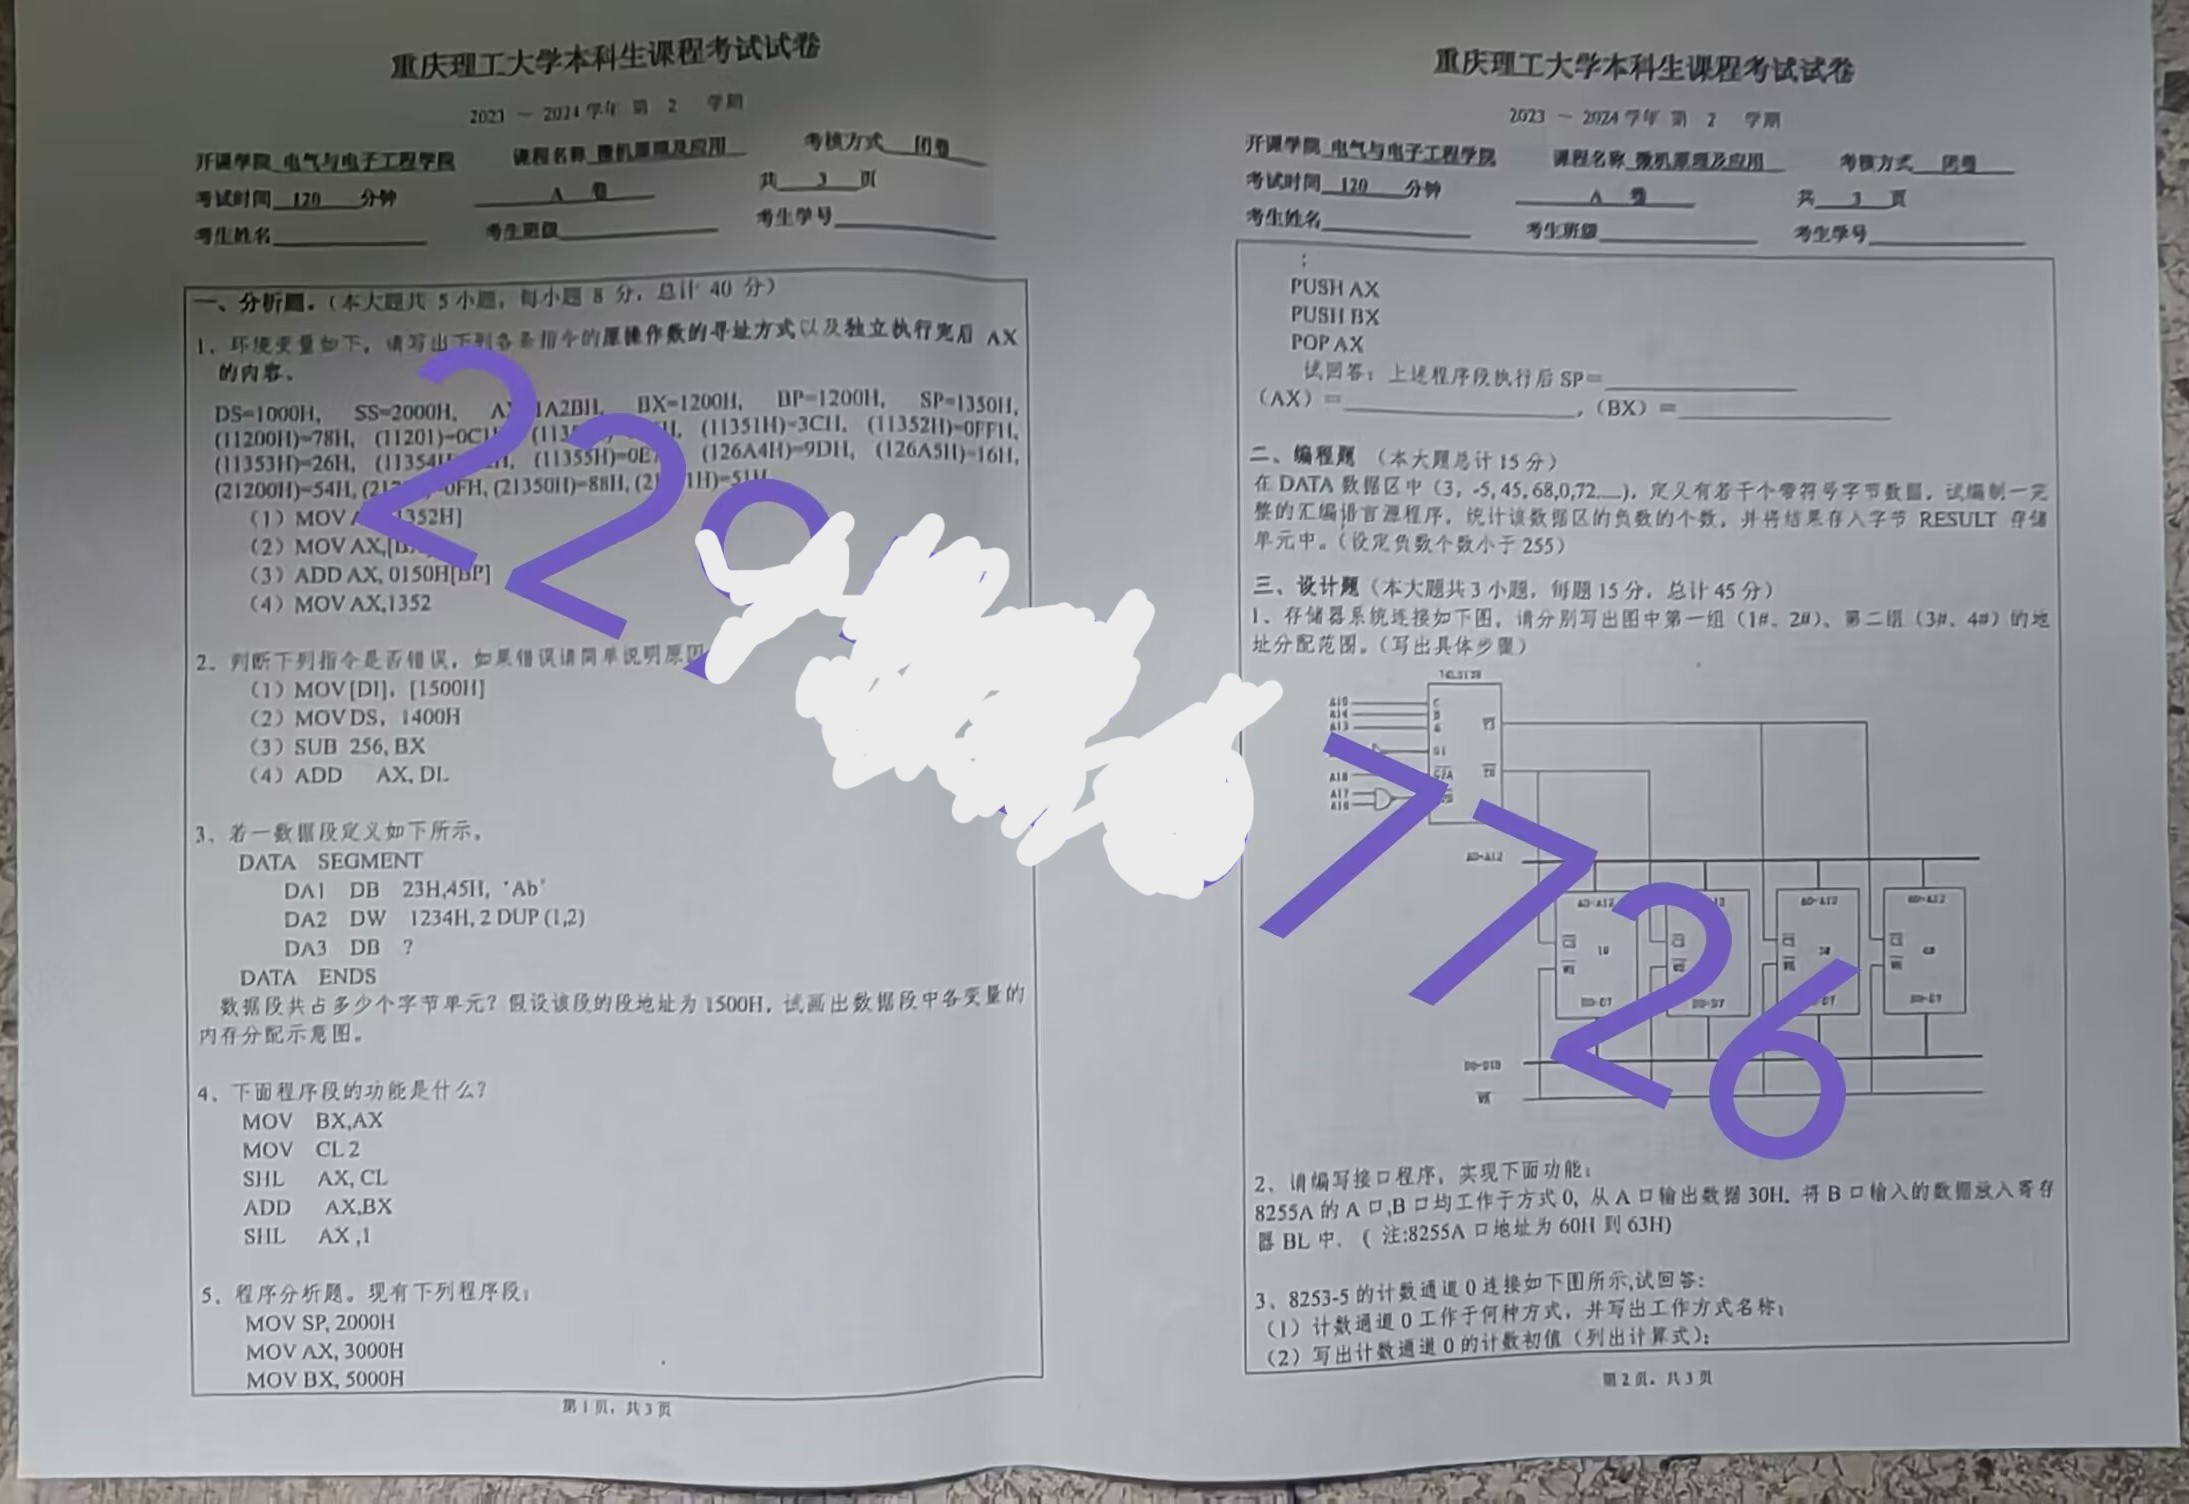 重庆理工大学本科生课程考试试卷
2023 ~ 2024 学年 第 2 学期
开课学院 电气与电子工程学院 课程名称 微机原理及应用 考核方式 闭卷
考试时间 120 分钟 A 卷 共 3 页
考生姓名 考生班级 考生学号
一、分析题。(本大题共 5 小题，每小题 8 分，总计 40 分)
1、环境变量如下，请写出下列各条指令的原操作数的寻址方式以及独立执行完后 AX
的内容、
DS=1000H, SS=2000H, 1A2BH, BX=1200H, BP=1200H, SP=1350H,
(11200H)=78H, (11201)= (11351H)=3CH, (11352H)=0FFH,
(11353H)=26H, (11355H)= (126A4H)=9DH, (126A5H)=16H,
(21200H)=54H, 0FH, (21350H)=88H,
(1) MOV 1352H]
(2) MOV AX,
(3) ADD AX, 0150H[BP]
(4) MOV AX,1352
2、判断下列指令是否错误，如果错误请简单说明原因
(1) MOV [DI], [1500H]
(2) MOV DS, 1400H
(3) SUB 256, BX
(4) ADD AX, DL
3、若一数据段定义如下所示。
DATA SEGMENT
DA1 DB 23H,45H, 'Ab'
DA2 DW 1234H, 2 DUP (1,2)
DA3 DB ?
DATA ENDS
数据段共占多少个字节单元？假设该段的段地址为 1500H，试画出数据段中各变量的
内存分配示意图。
4、下面程序段的功能是什么？
MOV BX,AX
MOV CL 2
SHL AX, CL
ADD AX,BX
SHL AX ,1
5、程序分析题。现有下列程序段；
MOV SP, 2000H
MOV AX, 3000H
MOV BX, 5000H
第 1 页，共 3 页
重庆理工大学本科生课程考试试卷
2023 ~ 2024 学年 第 2 学期
开课学院 电气与电子工程学院 课程名称 微机原理及应用 考核方式 闭卷
考试时间 120 分钟 A 卷 共 3 页
考生姓名 考生班级 考生学号
;
PUSH AX
PUSH BX
POP AX
试回答：上述程序段执行后 SP=
(AX) = ，(BX) =
二、编程题 (本大题总计 15 分)
在 DATA 数据区中（3, -5, 45, 68,0,72,...），定义有若干个带符号字节数据，试编制一完
整的汇编语言源程序，统计该数据区的负数的个数，并将结果存入字节 RESULT 存储
单元中。(设定负数个数小于 255)
三、设计题 (本大题共 3 小题，每题 15 分，总计 45 分)
1、存储器系统连接如下图，请分别写出图中第一组（1#、2#）、第二组（3#、4#）的地
址分配范围。(写出具体步骤)
74LS138
A15 C
A14 B
A13 A
G1
A18
A17
A16
A0-A12
A0-A12 A0-A12 A0-A12
CS CS CS CS
WE WE WE
D0-D7 D0-D7 D7 D0-D7
2、请编写接口程序，实现下面功能：
8255A 的 A 口,B 口均工作于方式 0, 从 A 口输出数据 30H. 将 B 口输入的数据放入寄存
器 BL 中. ( 注:8255A 口地址为 60H 到 63H)
3、8253-5 的计数通道 0 连接如下图所示,试回答:
(1) 计数通道 0 工作于何种方式，并写出工作方式名称；
(2) 写出计数通道 0 的计数初值（列出计算式）；
第 2 页，共 3 页
229
7726